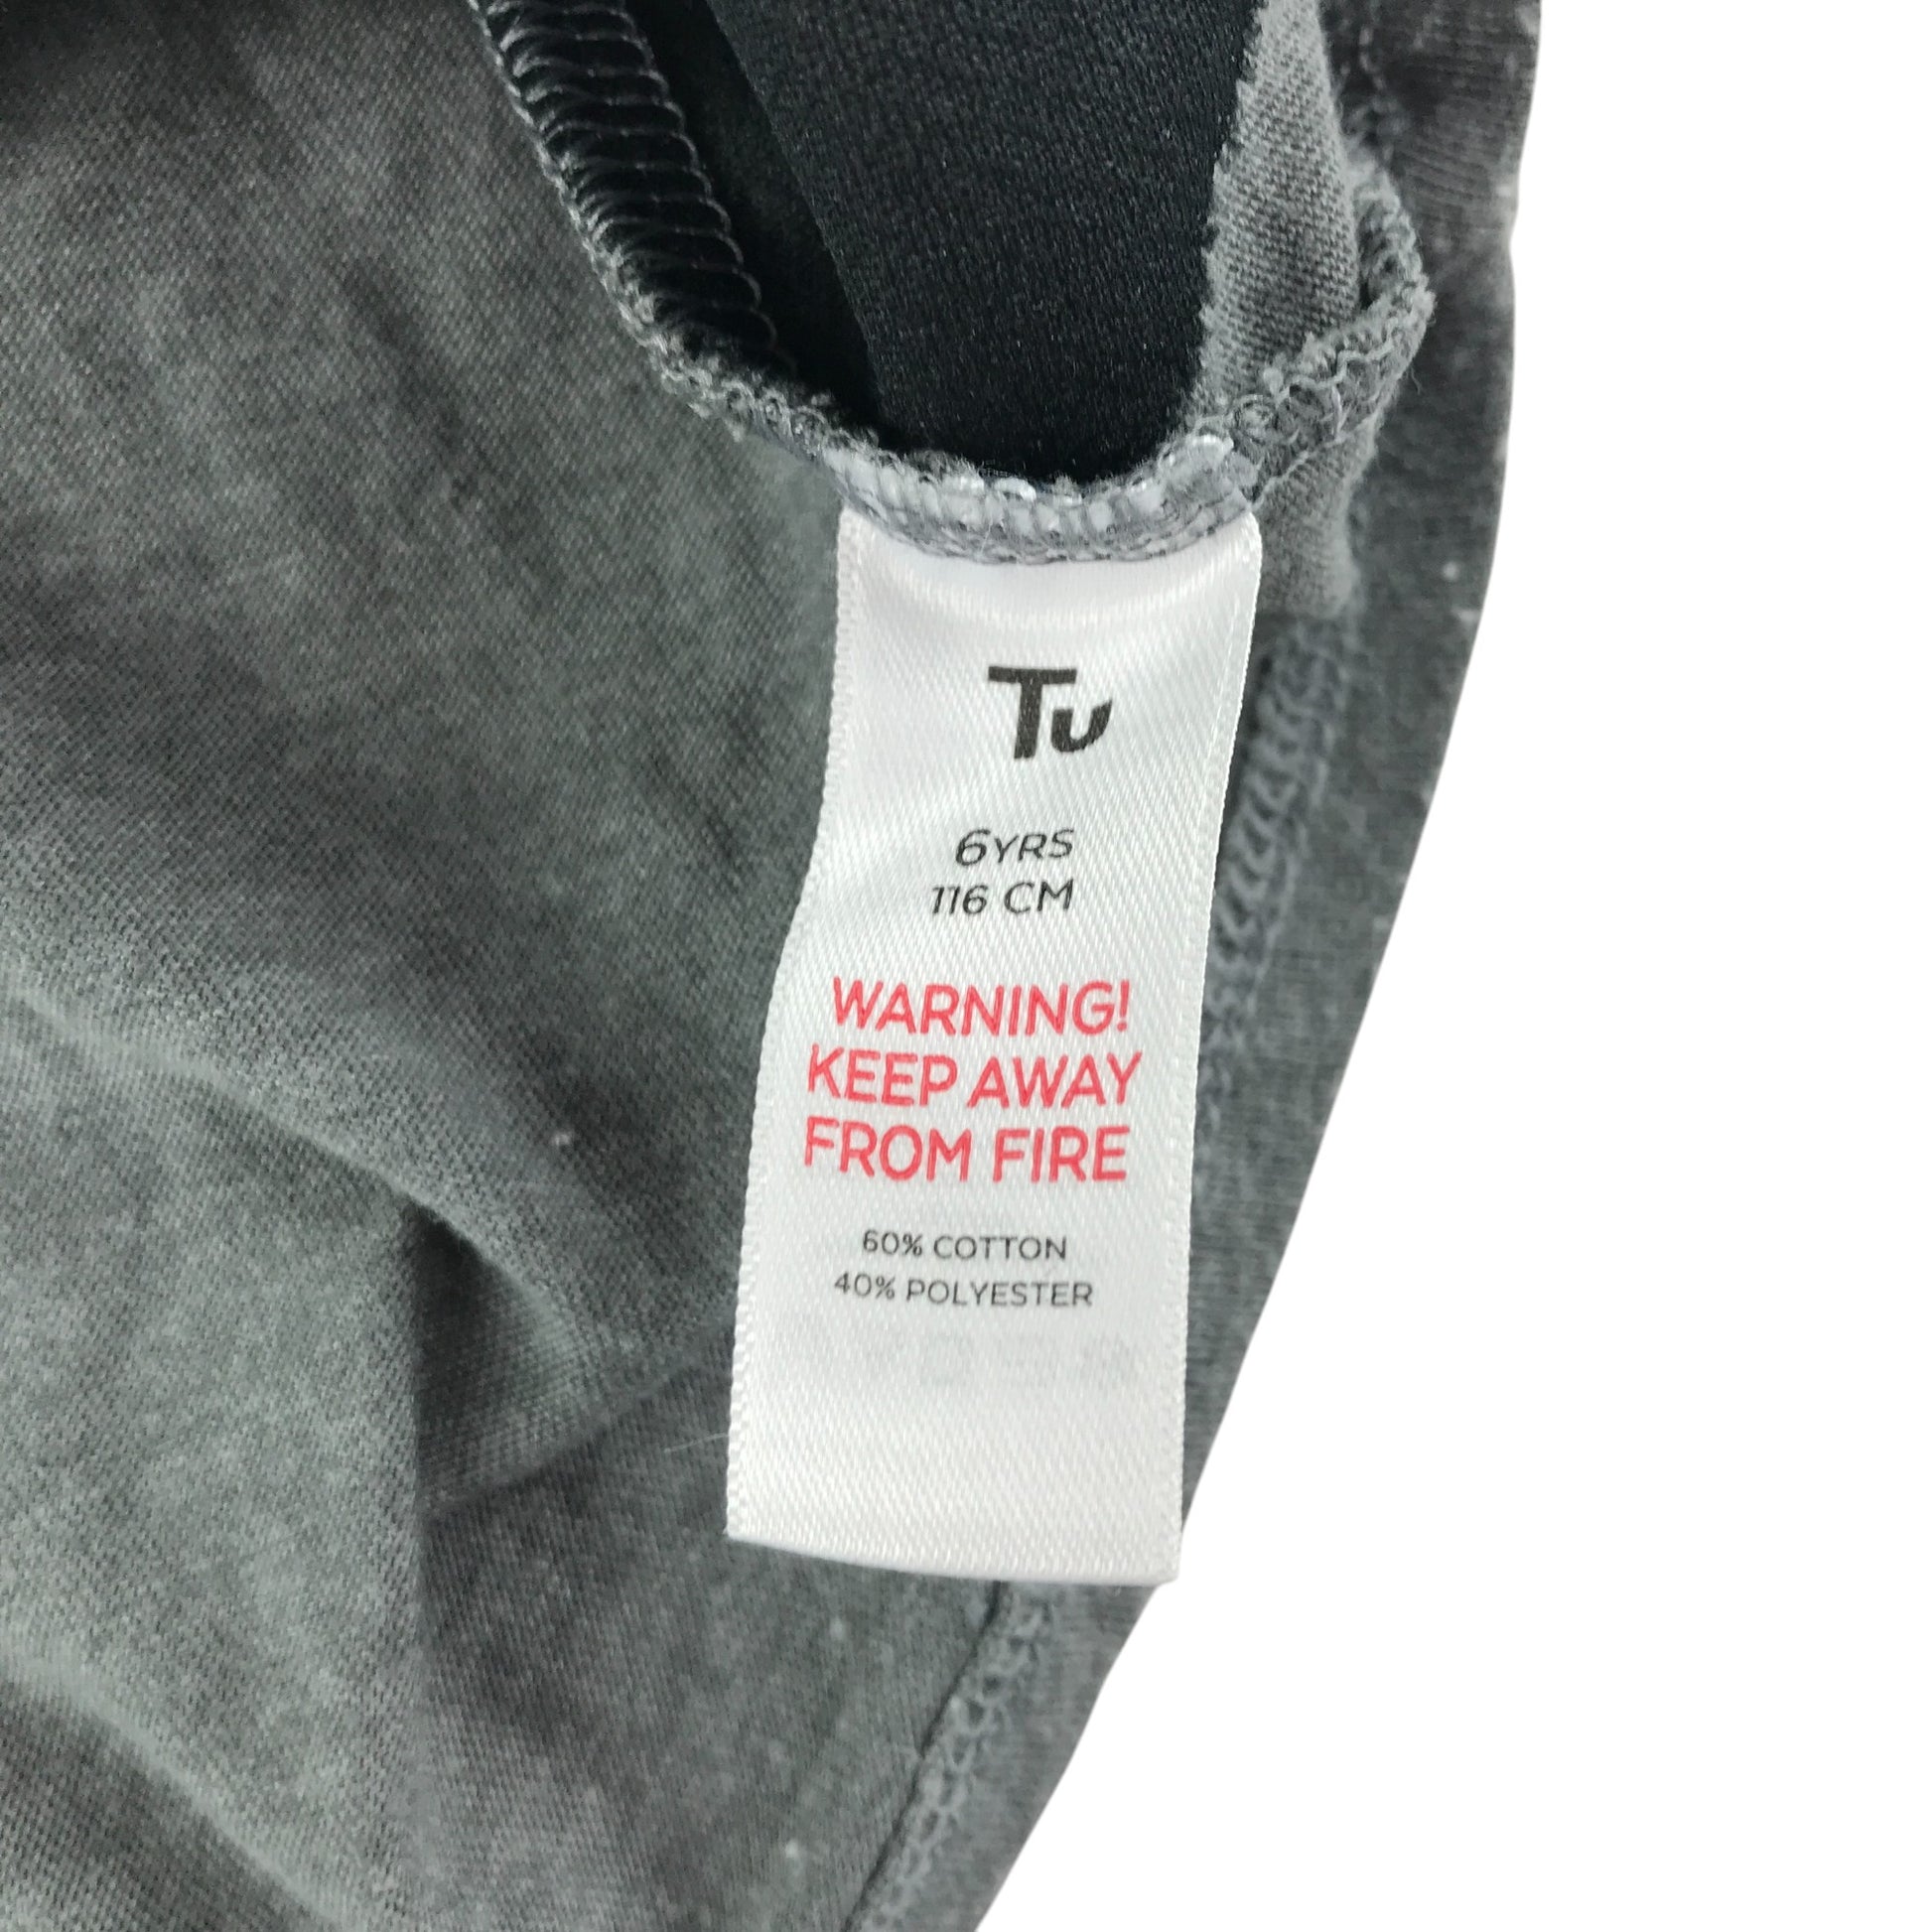 Tu
6YRS
116 CM
WARNING!
KEEP AWAY
FROM FIRE
60% COTTON
40% POLYESTER